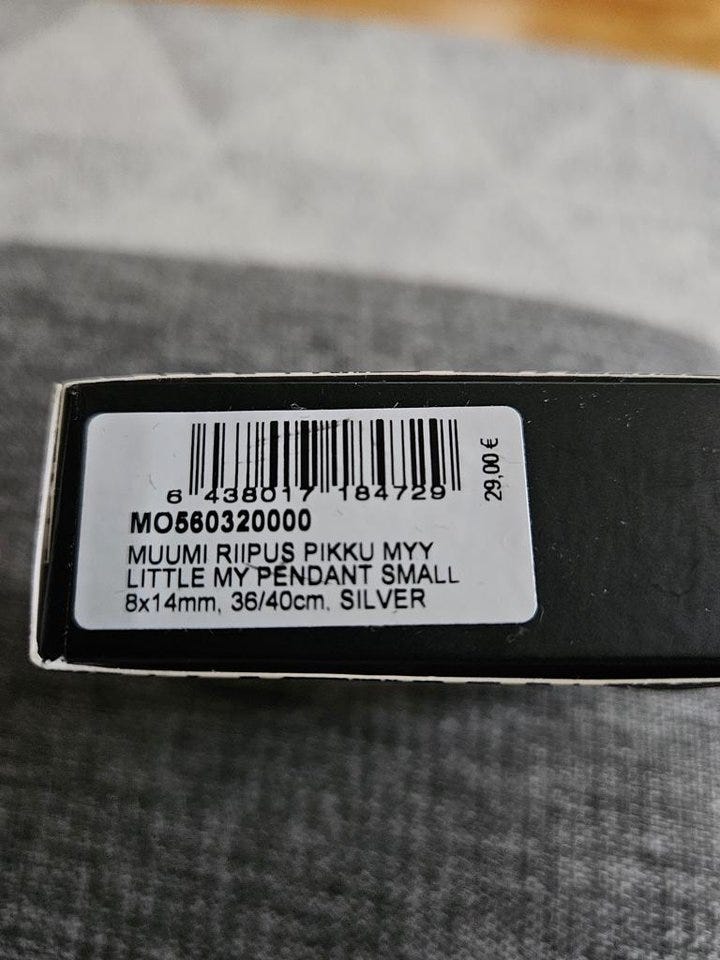 6 438017 184729
29,00 €
MO560320000
MUUMI RIIPUS PIKKU MYY
LITTLE MY PENDANT SMALL
8x14mm, 36/40cm, SILVER